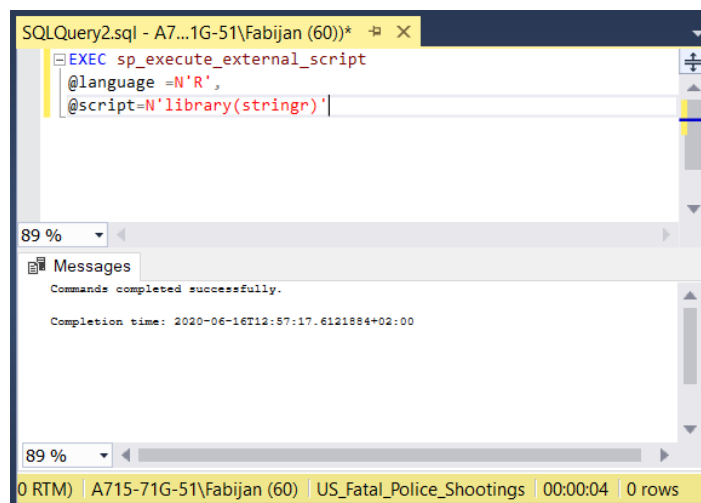 SQLQuery2.sql - A7...1G-51\Fabijan (60))*
EXEC sp_execute_external_script
@language =N'R',
@script=N'library(stringr)'
89 %
Messages
Commands completed successfully.
Completion time: 2020-06-16T12:57:17.6121884+02:00
89 %
0 RTM) A715-71G-51\Fabijan (60) US_Fatal_Police_Shootings 00:00:04 0 rows